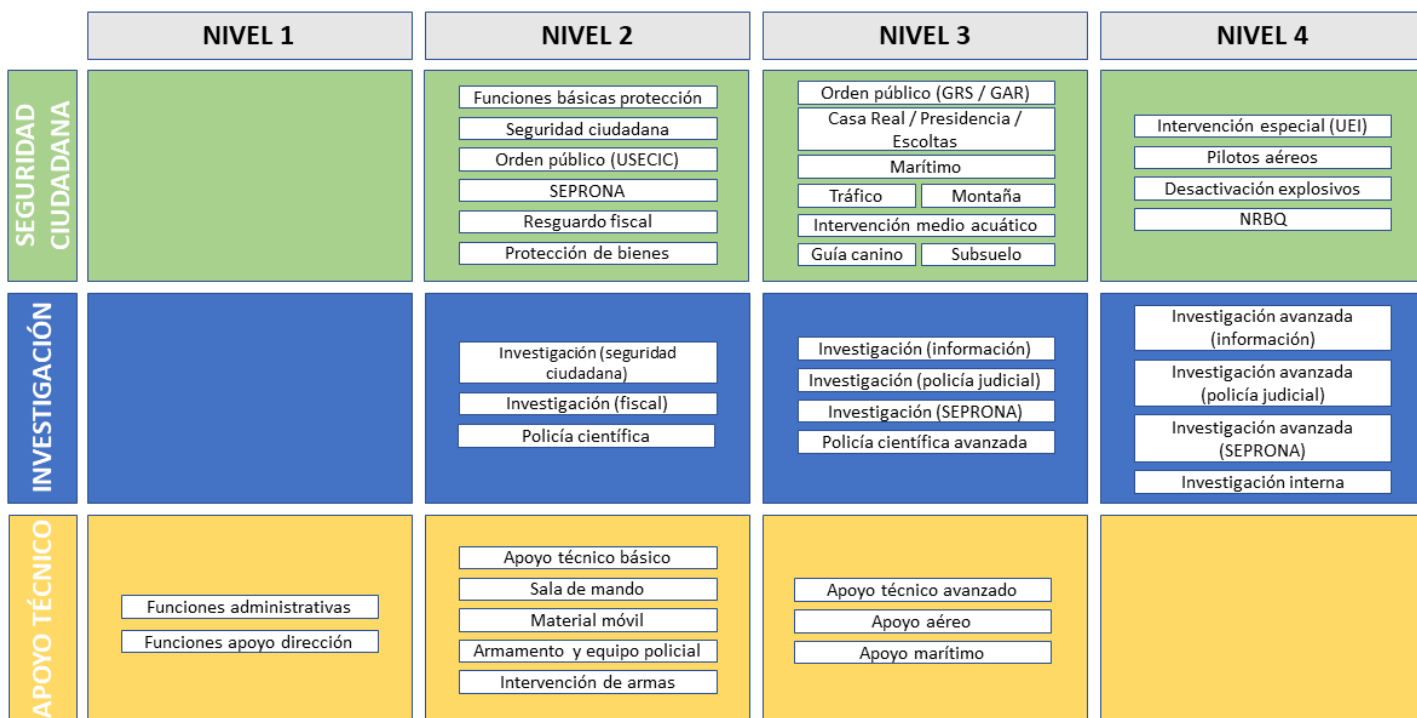 NIVEL 1
NIVEL 2
NIVEL 3
NIVEL 4
SEGURIDAD
CIUDADANA
Funciones básicas protección
Seguridad ciudadana
Orden público (USECIC)
SEPRONA
Resguardo fiscal
Protección de bienes
Orden público (GRS / GAR)
Casa Real / Presidencia /
Escoltas
Marítimo
Tráfico
Montaña
Intervención medio acuático
Guía canino
Subsuelo
Intervención especial (UEI)
Pilotos aéreos
Desactivación explosivos
NRBQ
INVESTIGACIÓN
Investigación (seguridad
ciudadana)
Investigación (fiscal)
Policía científica
Investigación (información)
Investigación (policía judicial)
Investigación (SEPRONA)
Policía científica avanzada
Investigación avanzada
(información)
Investigación avanzada
(policía judicial)
Investigación avanzada
(SEPRONA)
Investigación interna
APOYO TÉCNICO
Funciones administrativas
Funciones apoyo dirección
Apoyo técnico básico
Sala de mando
Material móvil
Armamento y equipo policial
Intervención de armas
Apoyo técnico avanzado
Apoyo aéreo
Apoyo marítimo